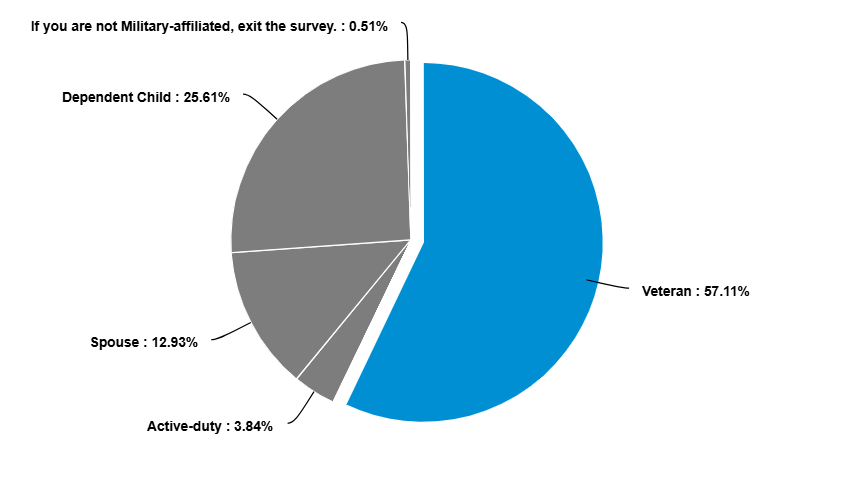 If you are not Military-affiliated, exit the survey. : 0.51%
Dependent Child : 25.61%
Veteran : 57.11%
Spouse : 12.93%
Active-duty : 3.84%